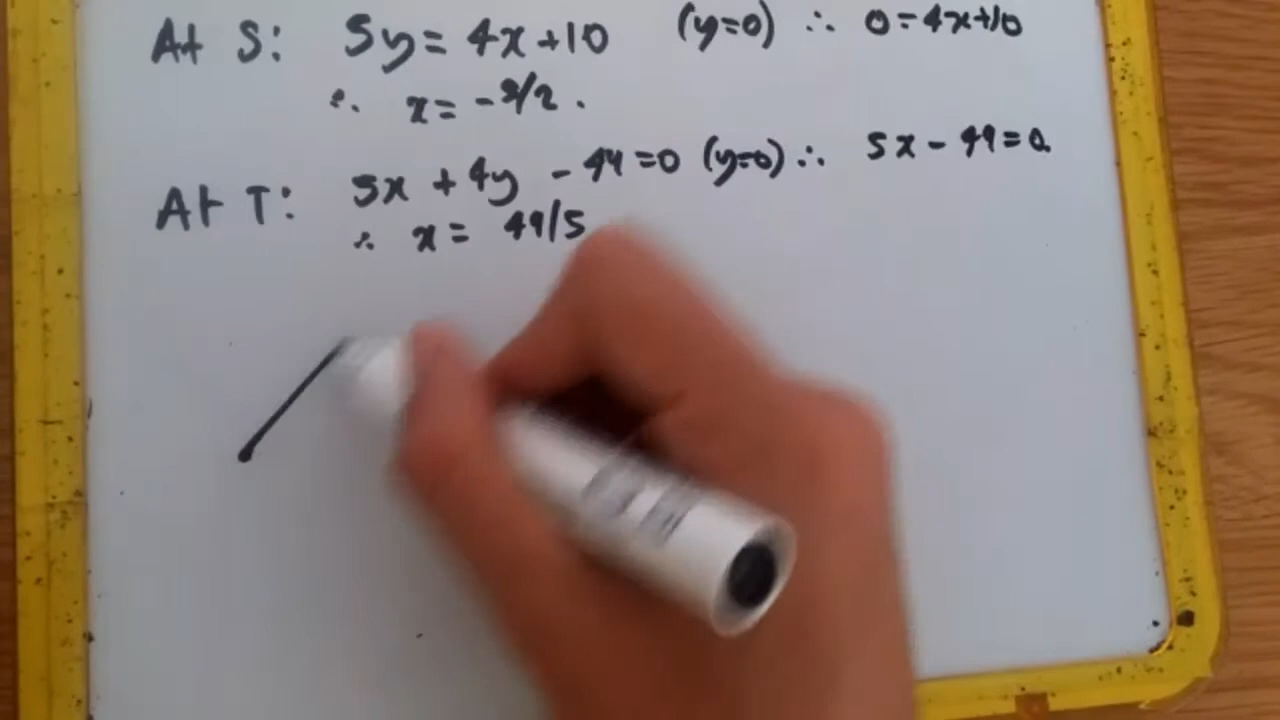 At S: 5y = 4x + 10 (y=0) ∴ 0 = 4x+10
∴ x = -5/2 .
At T: 5x + 4y - 49 = 0 (y=0) ∴ 5x - 49 = 0.
∴ x = 49/5